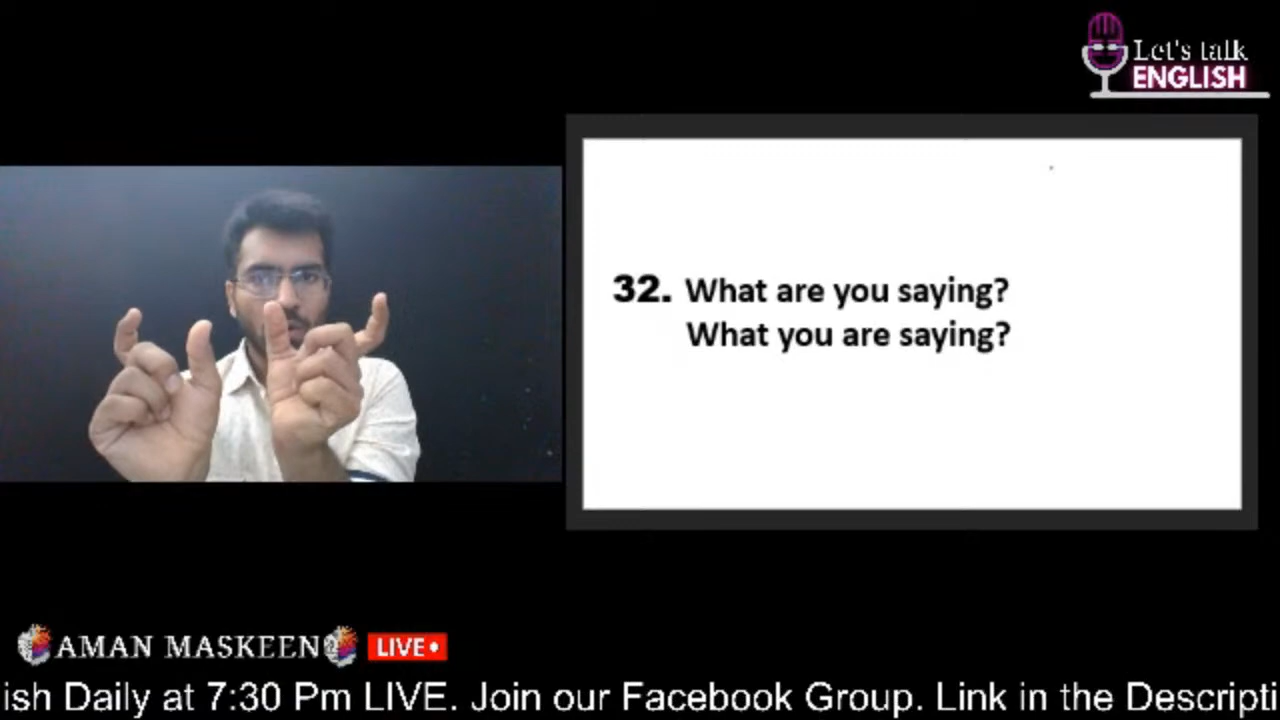 Let's talk
ENGLISH
32. What are you saying?
What you are saying?
AMAN MASKEEN
LIVE
ish Daily at 7:30 Pm LIVE. Join our Facebook Group. Link in the Descripti